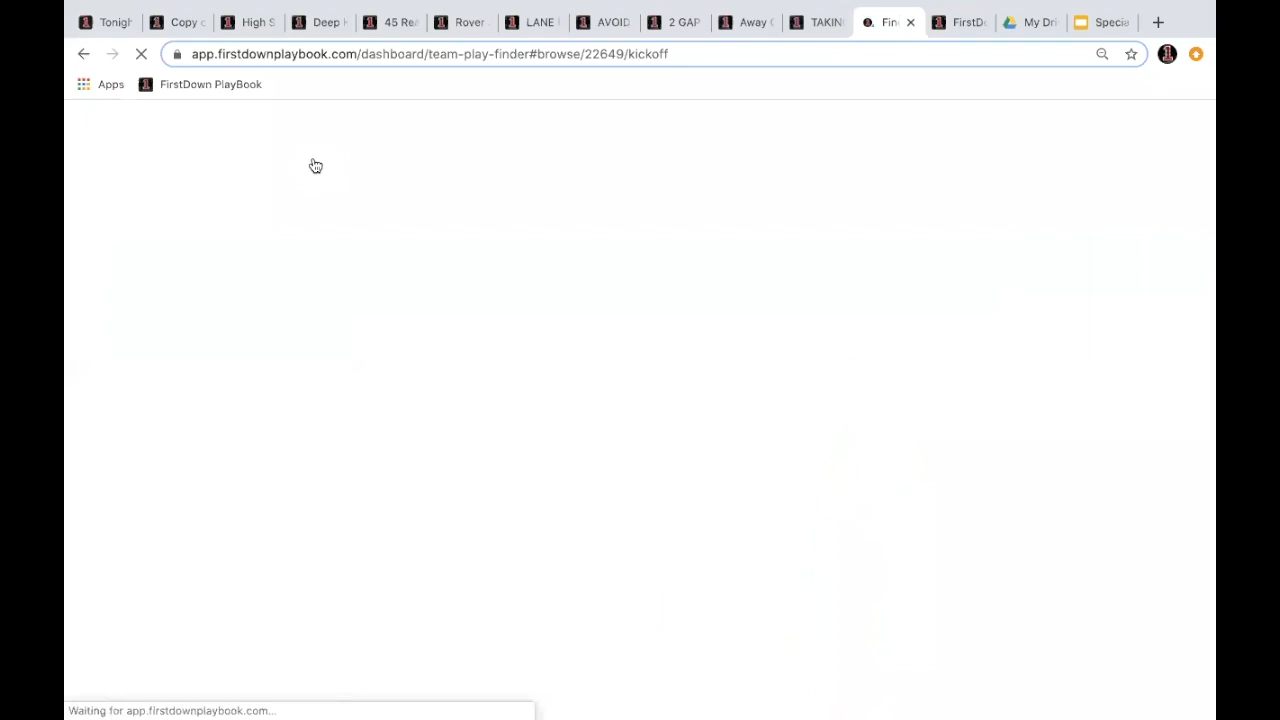 Tonigh
Copy c
High S
Deep
45 Rea
Rover
LANE
AVOID
2 GAP
Away
TAKIN
Fin
FirstD
My Dri
Specia
app.firstdownplaybook.com/dashboard/team-play-finder#browse/22649/kickoff
Apps
FirstDown PlayBook
Waiting for app.firstdownplaybook.com...